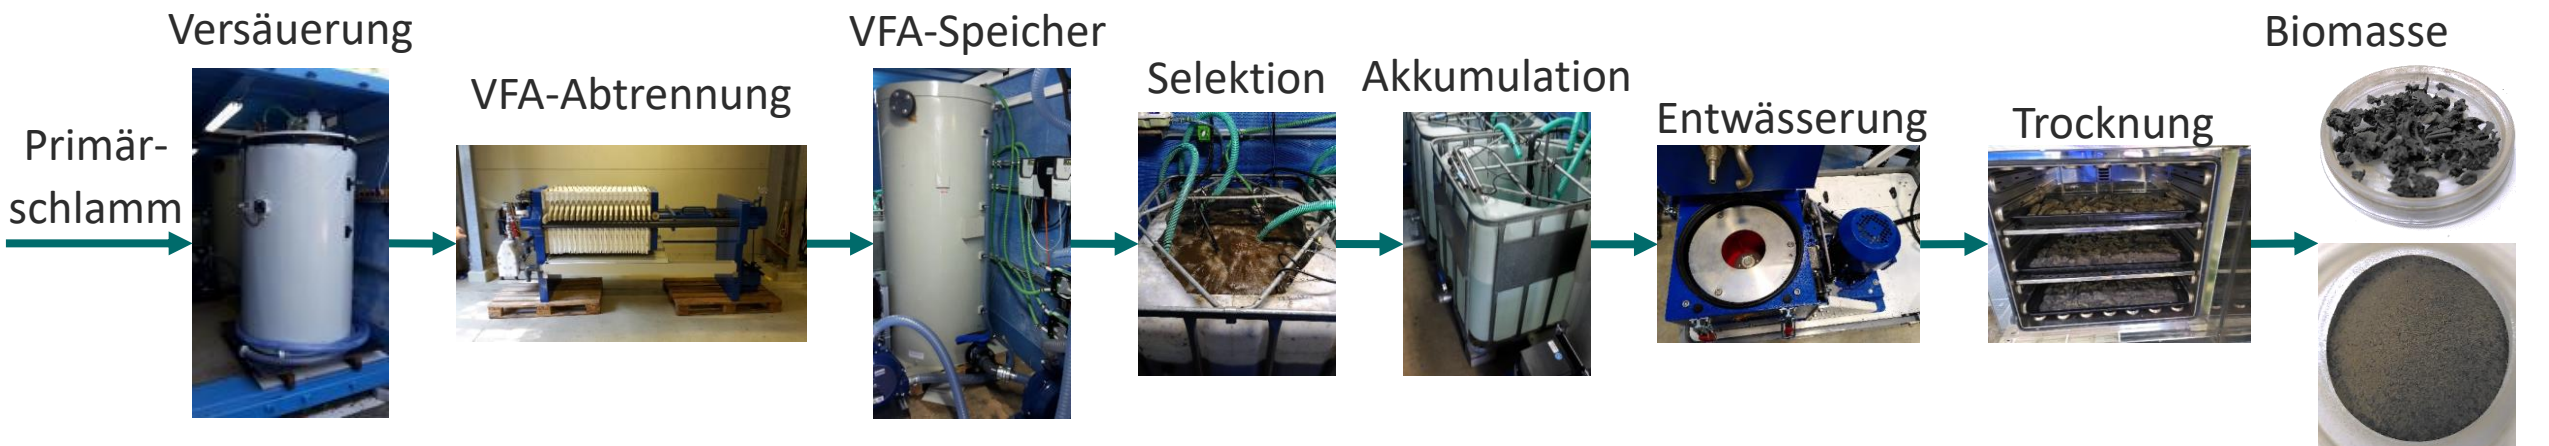 Primär-
schlamm
Versäuerung
VFA-Abtrennung
VFA-Speicher
Selektion
Akkumulation
Entwässerung
Trocknung
Biomasse